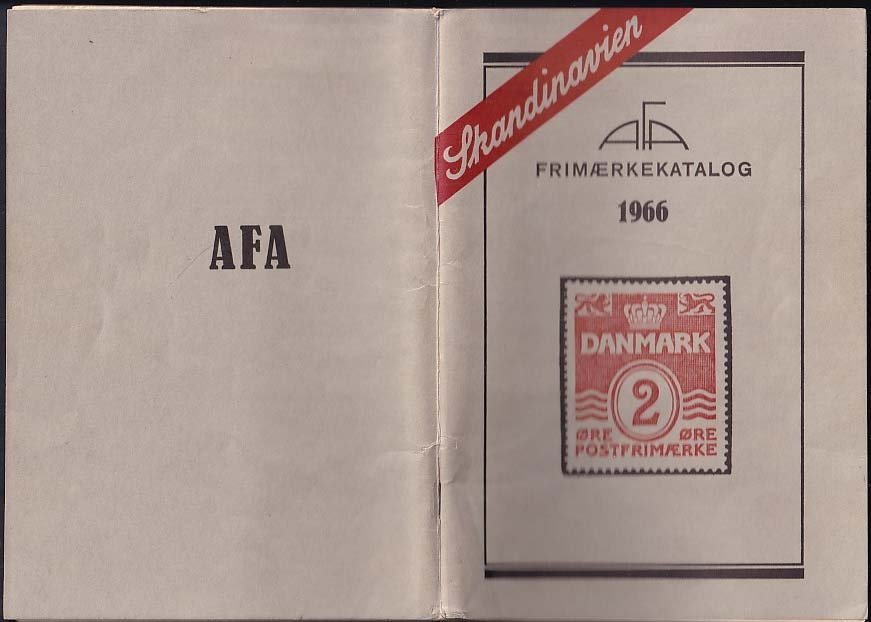 AFA
Skandinavien
AFA
FRIMÆRKEKATALOG
1966
DANMARK
2
ØRE ØRE
POSTFRIMÆRKE